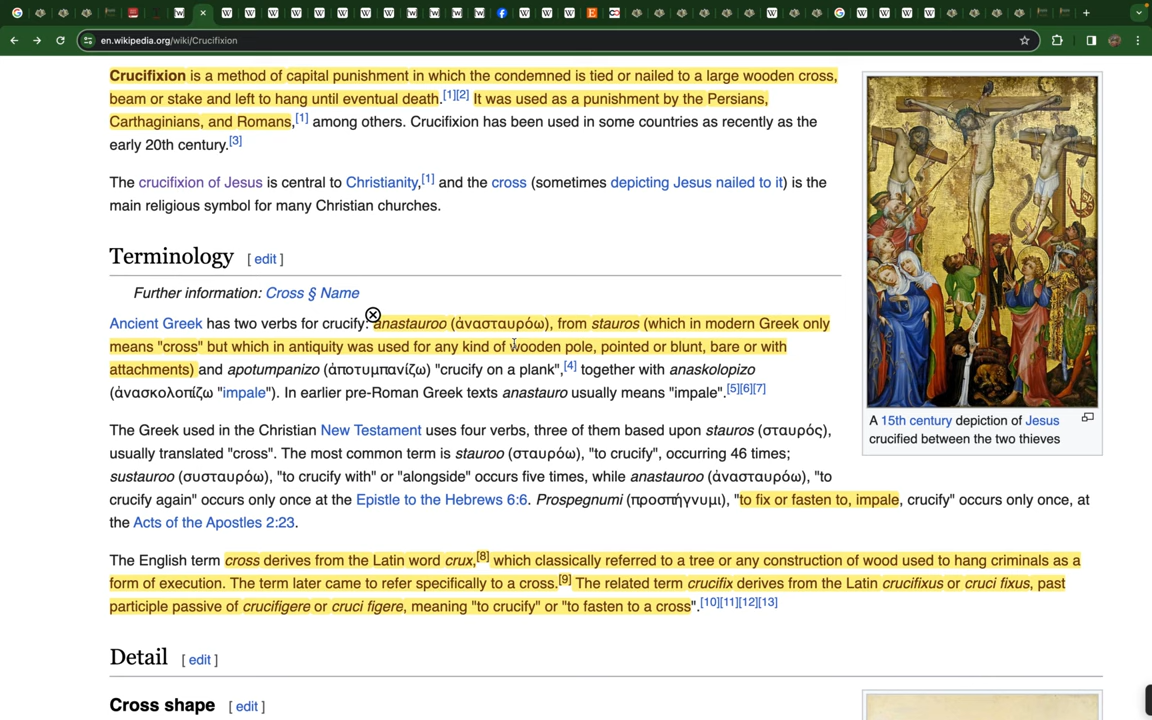 en.wikipedia.org/wiki/Crucifixion
Crucifixion is a method of capital punishment in which the condemned is tied or nailed to a large wooden cross,
beam or stake and left to hang until eventual death.[1][2] It was used as a punishment by the Persians,
Carthaginians, and Romans,[1] among others. Crucifixion has been used in some countries as recently as the
early 20th century.[3]
The crucifixion of Jesus is central to Christianity,[1] and the cross (sometimes depicting Jesus nailed to it) is the
main religious symbol for many Christian churches.
Terminology [ edit ]
Further information: Cross § Name
Ancient Greek has two verbs for crucify: anastauroo (ἀνασταυρόω), from stauros (which in modern Greek only
means "cross" but which in antiquity was used for any kind of wooden pole, pointed or blunt, bare or with
attachments) and apotumpanizo (ἀποτυμπανίζω) "crucify on a plank",[4] together with anaskolopizo
(ἀνασκολοπίζω "impale"). In earlier pre-Roman Greek texts anastauro usually means "impale".[5][6][7]
The Greek used in the Christian New Testament uses four verbs, three of them based upon stauros (σταυρός),
usually translated "cross". The most common term is stauroo (σταυρόω), "to crucify", occurring 46 times;
sustauroo (συσταυρόω), "to crucify with" or "alongside" occurs five times, while anastauroo (ἀνασταυρόω), "to
crucify again" occurs only once at the Epistle to the Hebrews 6:6. Prospegnumi (προσπήγνυμι), "to fix or fasten to, impale, crucify" occurs only once, at
the Acts of the Apostles 2:23.
The English term cross derives from the Latin word crux,[8] which classically referred to a tree or any construction of wood used to hang criminals as a
form of execution. The term later came to refer specifically to a cross.[9] The related term crucifix derives from the Latin crucifixus or cruci fixus, past
participle passive of crucifigere or cruci figere, meaning "to crucify" or "to fasten to a cross".[10][11][12][13]
Detail [ edit ]
Cross shape [ edit ]
A 15th century depiction of Jesus
crucified between the two thieves